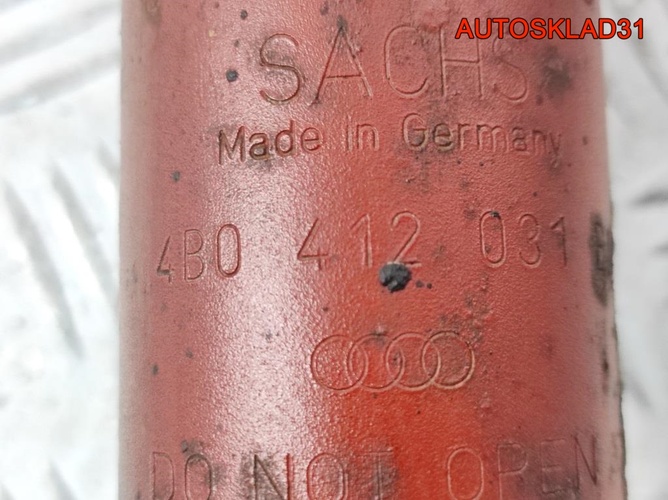 AUTOSKLAD31
SACHS
Made in Germany
4B0 412 031
DO NOT OPEN